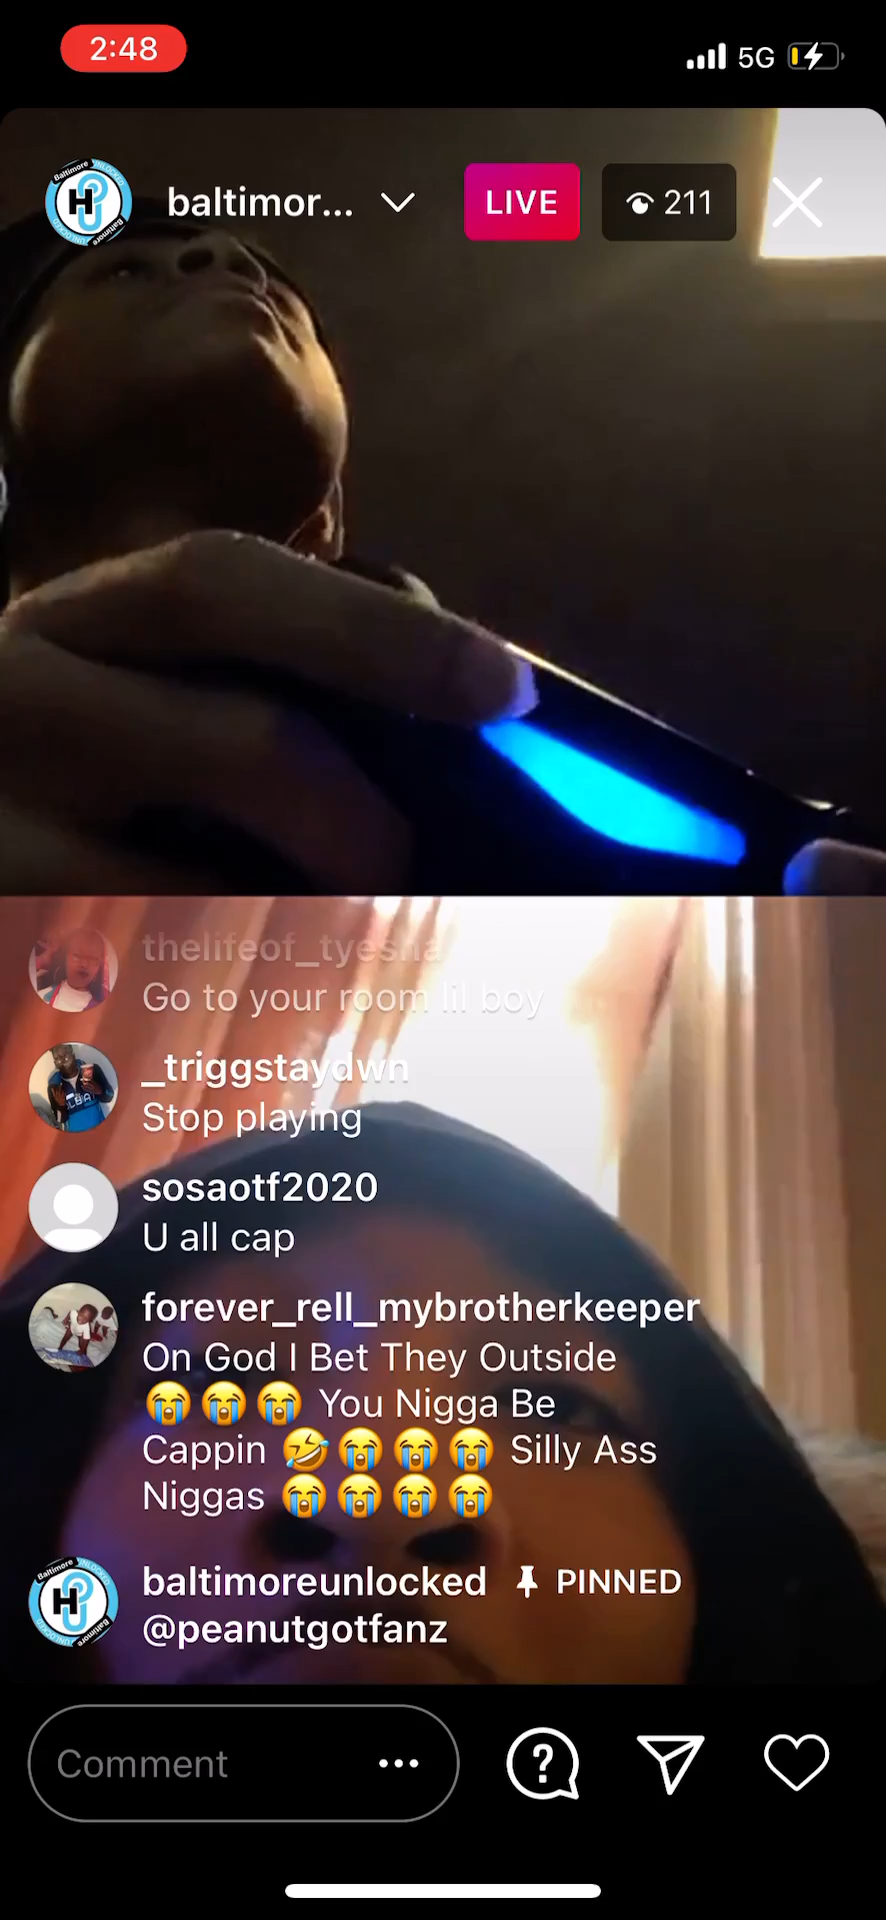 2:48
5G
baltimor...
LIVE
211
thelifeof_tyesha
Go to your room lil boy
_triggstaydwn
Stop playing
sosaotf2020
U all cap
forever_rell_mybrotherkeeper
On God I Bet They Outside
😭😭😭 You Nigga Be
Cappin 🤣😭😭😭 Silly Ass
Niggas 😭😭😭😭
baltimoreunlocked PINNED
@peanutgotfanz
Comment